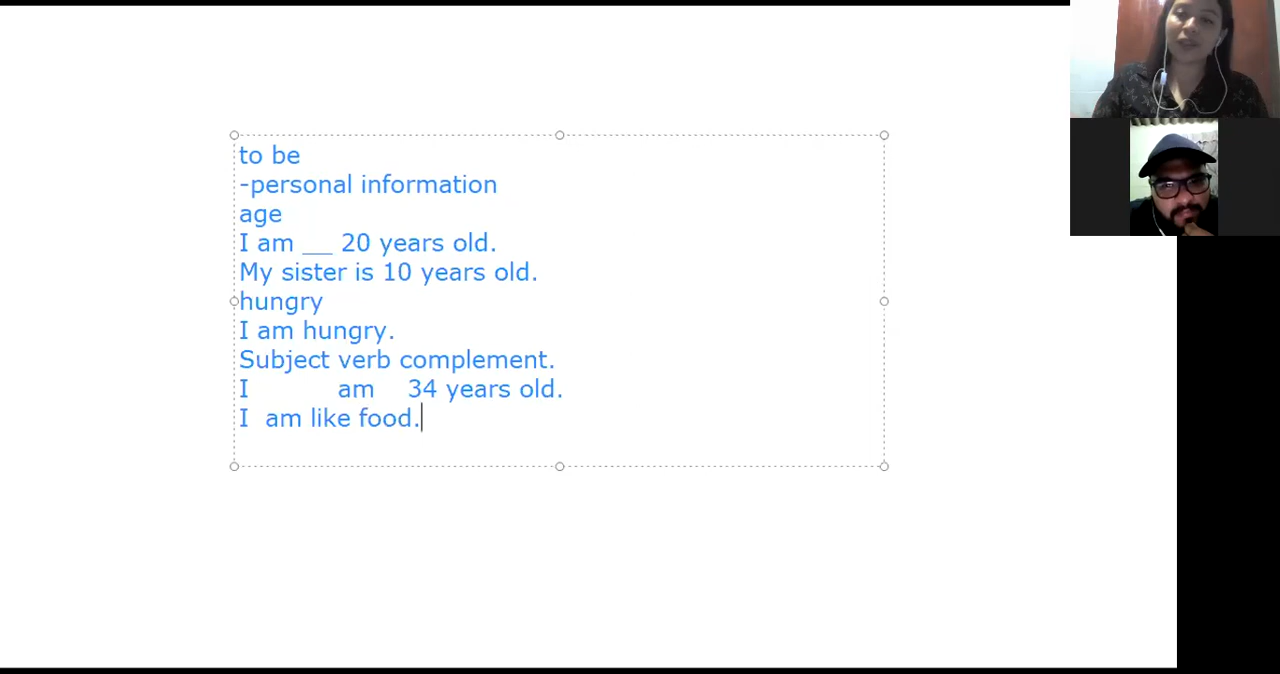 to be
-personal information
age
I am __ 20 years old.
My sister is 10 years old.
hungry
I am hungry.
Subject verb complement.
I am 34 years old.
I am like food.